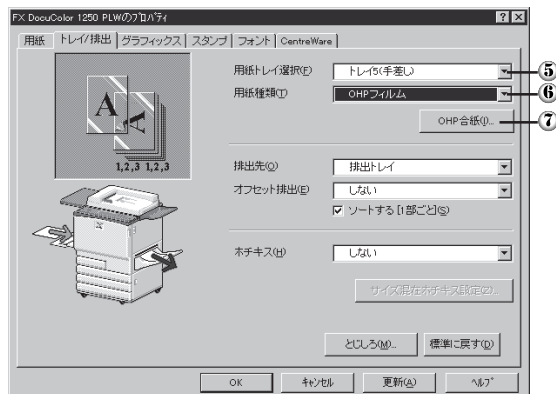 FX DocuColor 1250 PLWのプロパティ
用紙 トレイ/排出 グラフィックス スタンプ フォント CentreWare
用紙トレイ選択(F) トレイ5(手差し) ⑤
用紙種類(T) OHPフィルム ⑥
OHP合紙(I)... ⑦
A
A
1,2,3 1,2,3
排出先(O) 排出トレイ
オフセット排出(E) しない
ソートする[1部ごと](S)
ホチキス(H) しない
サイズ混在ホチキス設定(Z)...
とじしろ(M)... 標準に戻す(D)
OK キャンセル 更新(A) ヘルプ